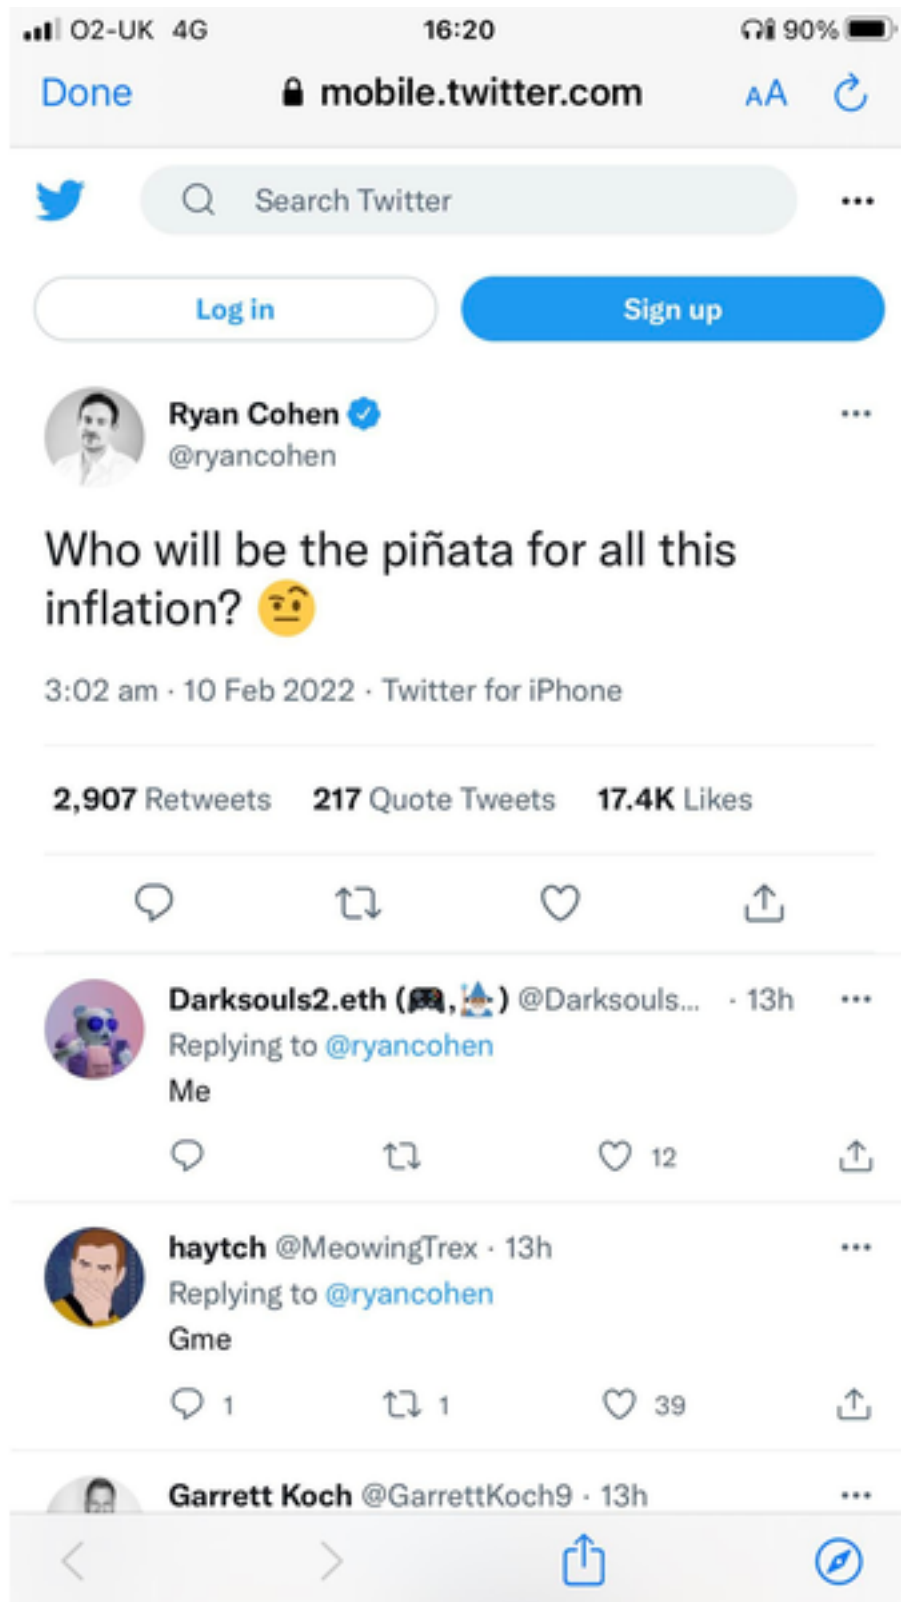 O2-UK 4G 16:20 90%
Done mobile.twitter.com AA
Search Twitter
Log in Sign up
Ryan Cohen
@ryancohen
Who will be the piñata for all this
inflation? 🤨
3:02 am · 10 Feb 2022 · Twitter for iPhone
2,907 Retweets 217 Quote Tweets 17.4K Likes
Darksouls2.eth (🎮,🧙‍♂️) @Darksouls... · 13h
Replying to @ryancohen
Me
12
haytch @MeowingTrex · 13h
Replying to @ryancohen
Gme
1 1 39
Garrett Koch @GarrettKoch9 · 13h